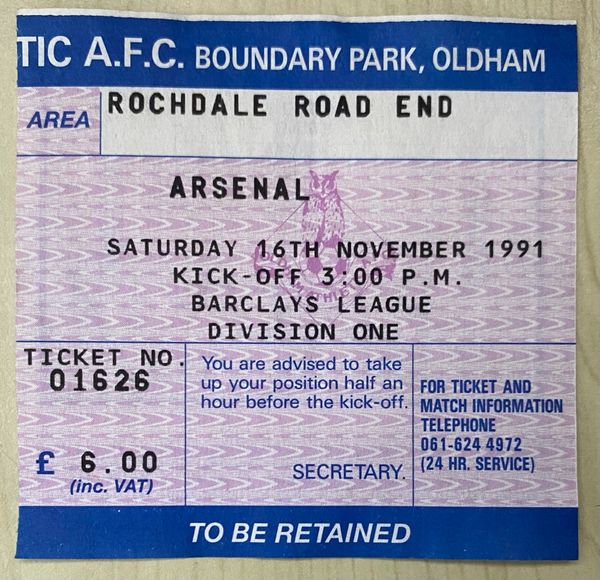 TIC A.F.C. BOUNDARY PARK, OLDHAM
AREA
ROCHDALE ROAD END
ARSENAL
SATURDAY 16TH NOVEMBER 1991
KICK-OFF 3:00 P.M.
BARCLAYS LEAGUE
DIVISION ONE
TICKET NO.
01626
£ 6.00
(inc. VAT)
You are advised to take
up your position half an
hour before the kick-off.
SECRETARY.
FOR TICKET AND
MATCH INFORMATION
TELEPHONE
061-624 4972
(24 HR. SERVICE)
TO BE RETAINED